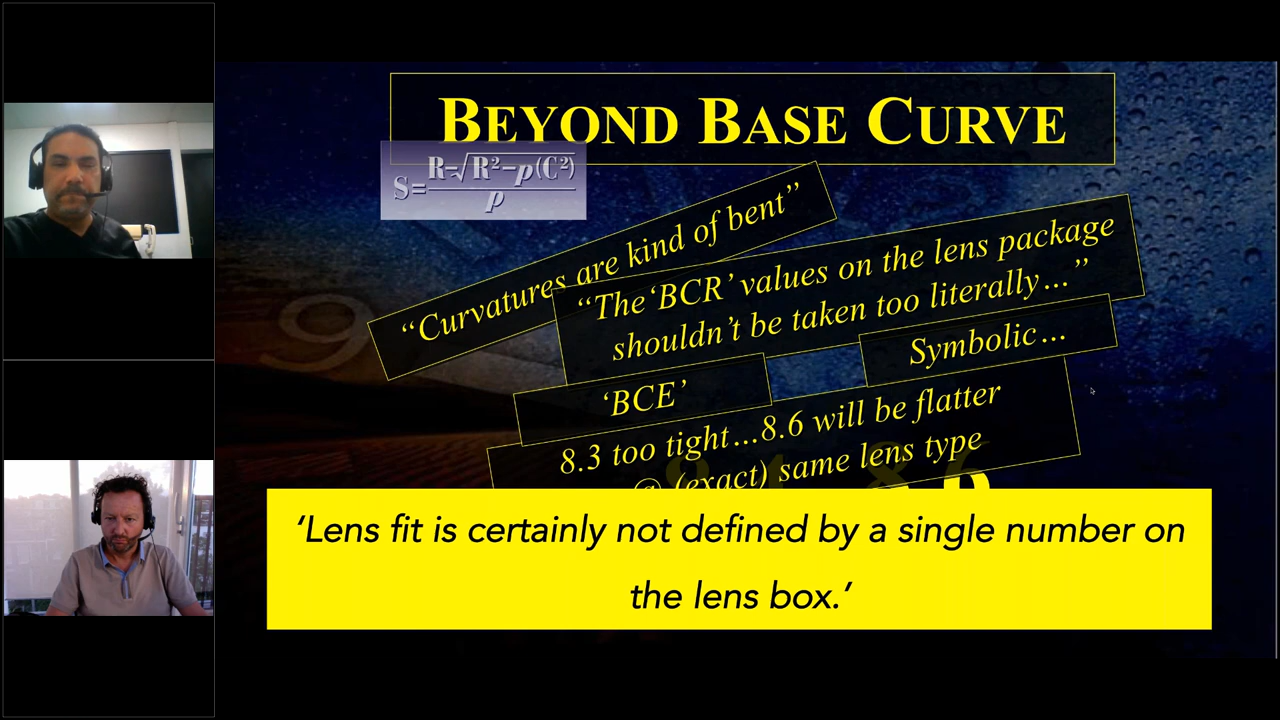 BEYOND BASE CURVE
S=R-√R²-p(C²)
p
“Curvatures are kind of bent”
“The ‘BCR’ values on the lens package
shouldn’t be taken too literally…”
Symbolic…
‘BCE’
8.3 too tight…8.6 will be flatter
@ (exact) same lens type
9
‘Lens fit is certainly not defined by a single number on
the lens box.’